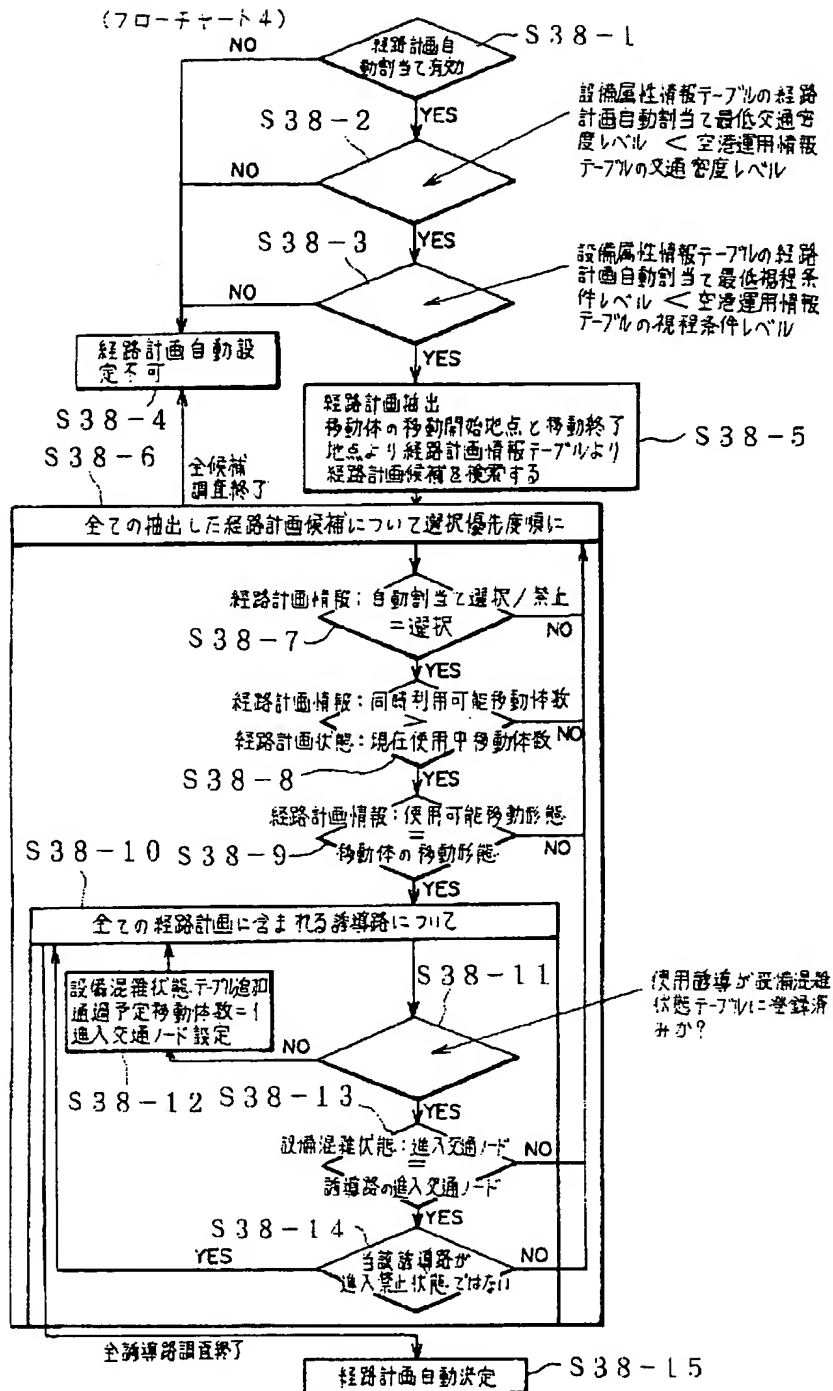 (フローチャート4)
NO
経路計画自
動割当て有効
S38-1
YES
S38-2
設備属性情報テーブルの経路
計画自動割当て最低交通密
度レベル < 空港運用情報
テーブルの交通密度レベル
NO
YES
S38-3
設備属性情報テーブルの経路
計画自動割当て最低視程条
件レベル < 空港運用情報
テーブルの視程条件レベル
NO
YES
経路計画自動設
定不可
S38-4
経路計画抽出
移動体の移動開始地点と移動終了
地点より経路計画情報テーブルより
経路計画候補を検索する
S38-5
S38-6
全候補
調査終了
全ての抽出した経路計画候補について選択優先度順に
経路計画情報:自動割当て選択/禁止
=選択
NO
S38-7
YES
経路計画情報:同時利用可能移動体数
>
経路計画状態:現在使用中移動体数
NO
S38-8
YES
経路計画情報:使用可能移動形態
=
移動体の移動形態
NO
S38-9
YES
S38-10
全ての経路計画に含まれる誘導路について
設備混雑状態テーブル追加
通過予定移動体数=1
進入交通ノード設定
S38-11
使用誘導が設備混雑
状態テーブルに登録済
みか?
NO
S38-12
S38-13
YES
設備混雑状態:進入交通ノード
=
誘導路の進入交通ノード
NO
YES
S38-14
YES
当該誘導路が
進入禁止状態ではない
NO
全誘導路調査終了
経路計画自動決定
S38-15